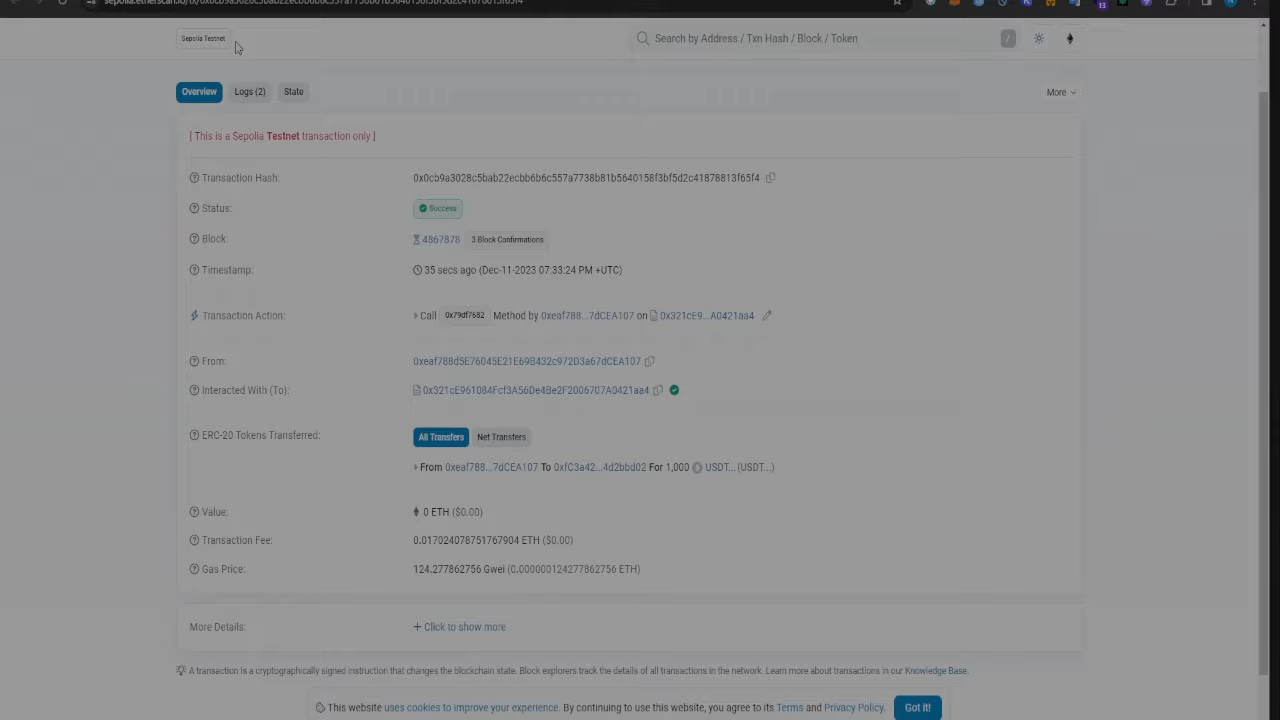 Sepolia Testnet
Search by Address / Txn Hash / Block / Token
/
Overview Logs (2) State More
[ This is a Sepolia Testnet transaction only ]
Transaction Hash: 0x0cb9a3028c5bab22ecbb6b6c557a7738b81b5640158f3bf5d2c41878813f65f4
Status: Success
Block: 4867878 3 Block Confirmations
Timestamp: 35 secs ago (Dec-11-2023 07:33:24 PM +UTC)
Transaction Action: Call 0x79df7682 Method by 0xeaf788...7dCEA107 on 0x321cE9...A0421aa4
From: 0xeaf788d5E76045E21E69B432c972D3a67dCEA107
Interacted With (To): 0x321cE961084Fcf3A56De4Be2F2006707A0421aa4
ERC-20 Tokens Transferred: All Transfers Net Transfers
From 0xeaf788...7dCEA107 To 0xfC3a42...4d2bbd02 For 1,000 USDT... (USDT...)
Value: 0 ETH ($0.00)
Transaction Fee: 0.017024078751767904 ETH ($0.00)
Gas Price: 124.277862756 Gwei (0.000000124277862756 ETH)
More Details: + Click to show more
A transaction is a cryptographically signed instruction that changes the blockchain state. Block explorers track the details of all transactions in the network. Learn more about transactions in our Knowledge Base.
This website uses cookies to improve your experience. By continuing to use this website, you agree to its Terms and Privacy Policy. Got it!